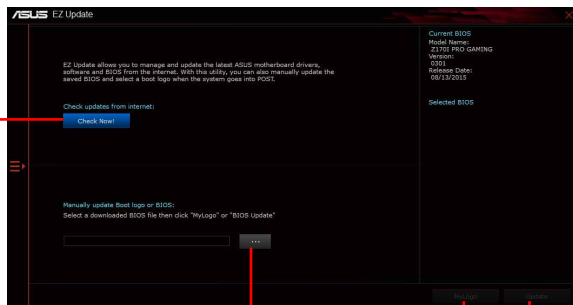 ASUS EZ Update
EZ Update allows you to manage and update the latest ASUS motherboard drivers,
software and BIOS from the internet. With this utility, you can also manually update the
saved BIOS and select a boot logo when the system goes into POST.
Check updates from internet:
Check Now!
Manually update Boot logo or BIOS:
Select a downloaded BIOS file then click "MyLogo" or "BIOS Update"
...
Current BIOS
Model Name:
Z170I PRO GAMING
Version:
0301
Release Date:
08/13/2015
Selected BIOS
MyLogo
Update